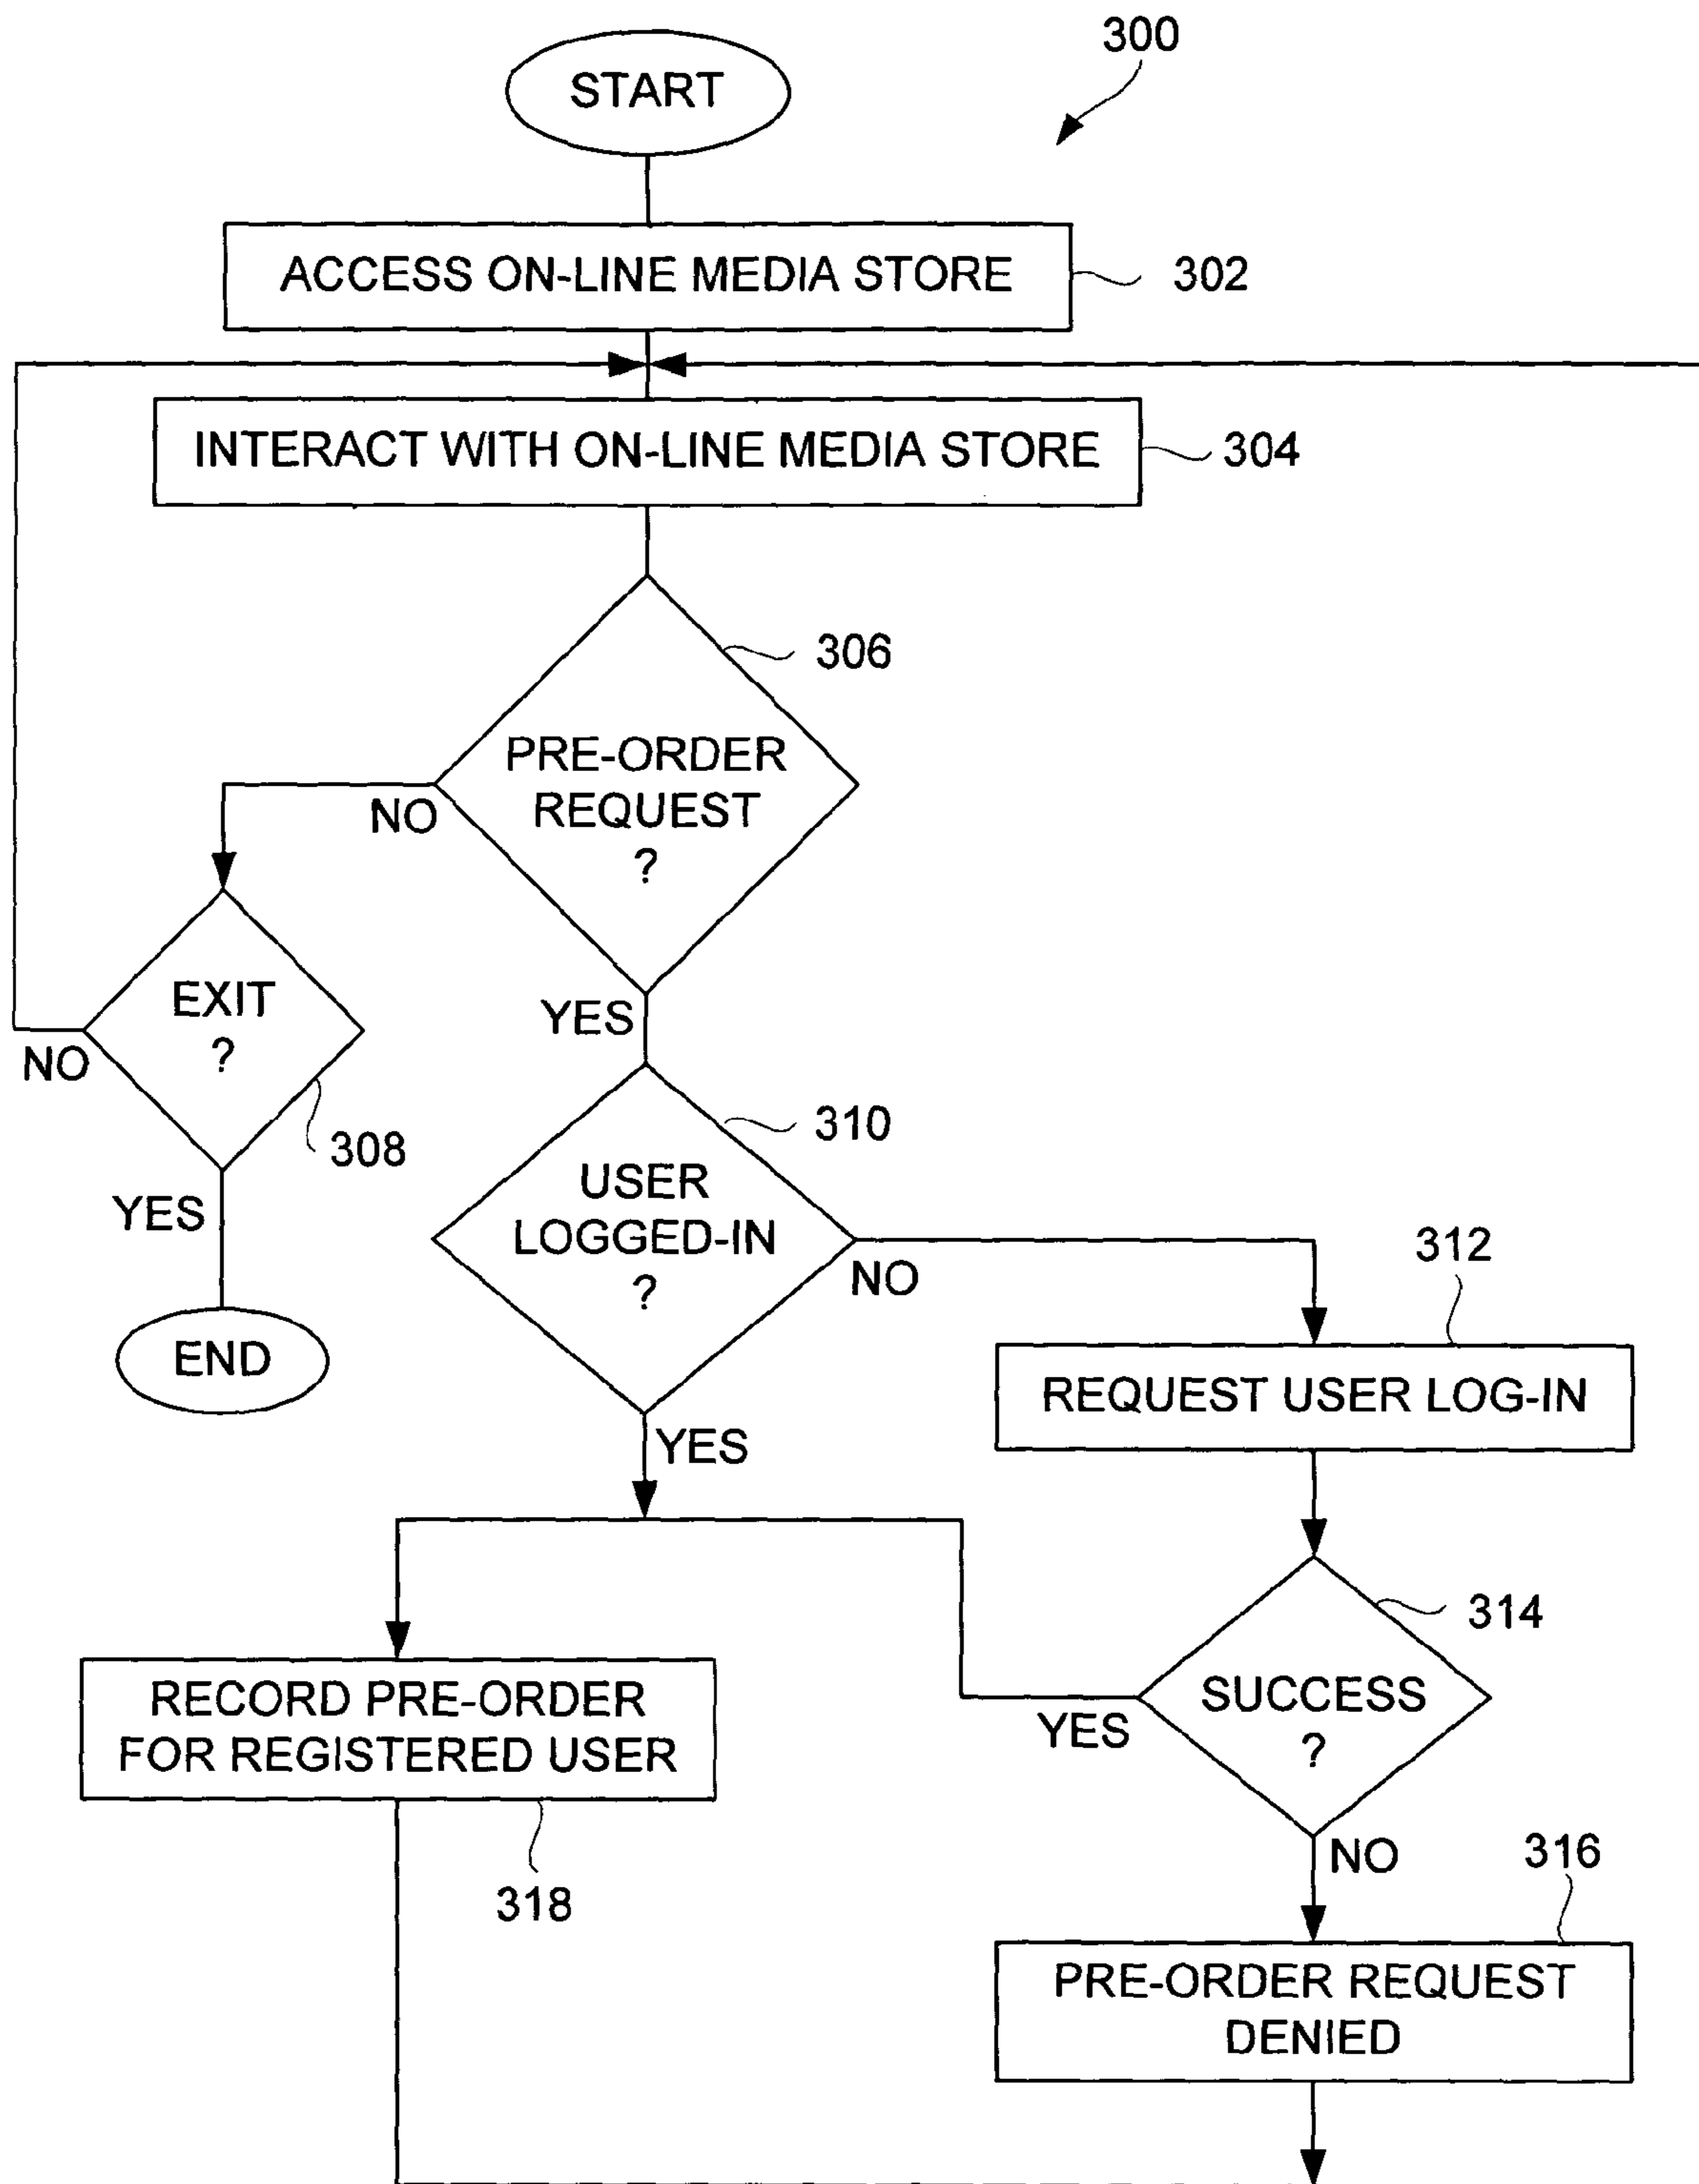 300
START
ACCESS ON-LINE MEDIA STORE
302
INTERACT WITH ON-LINE MEDIA STORE
304
306
PRE-ORDER
REQUEST
?
NO
YES
EXIT
?
NO
308
YES
END
310
USER
LOGGED-IN
?
NO
YES
312
REQUEST USER LOG-IN
314
SUCCESS
?
YES
NO
RECORD PRE-ORDER
FOR REGISTERED USER
318
316
PRE-ORDER REQUEST
DENIED